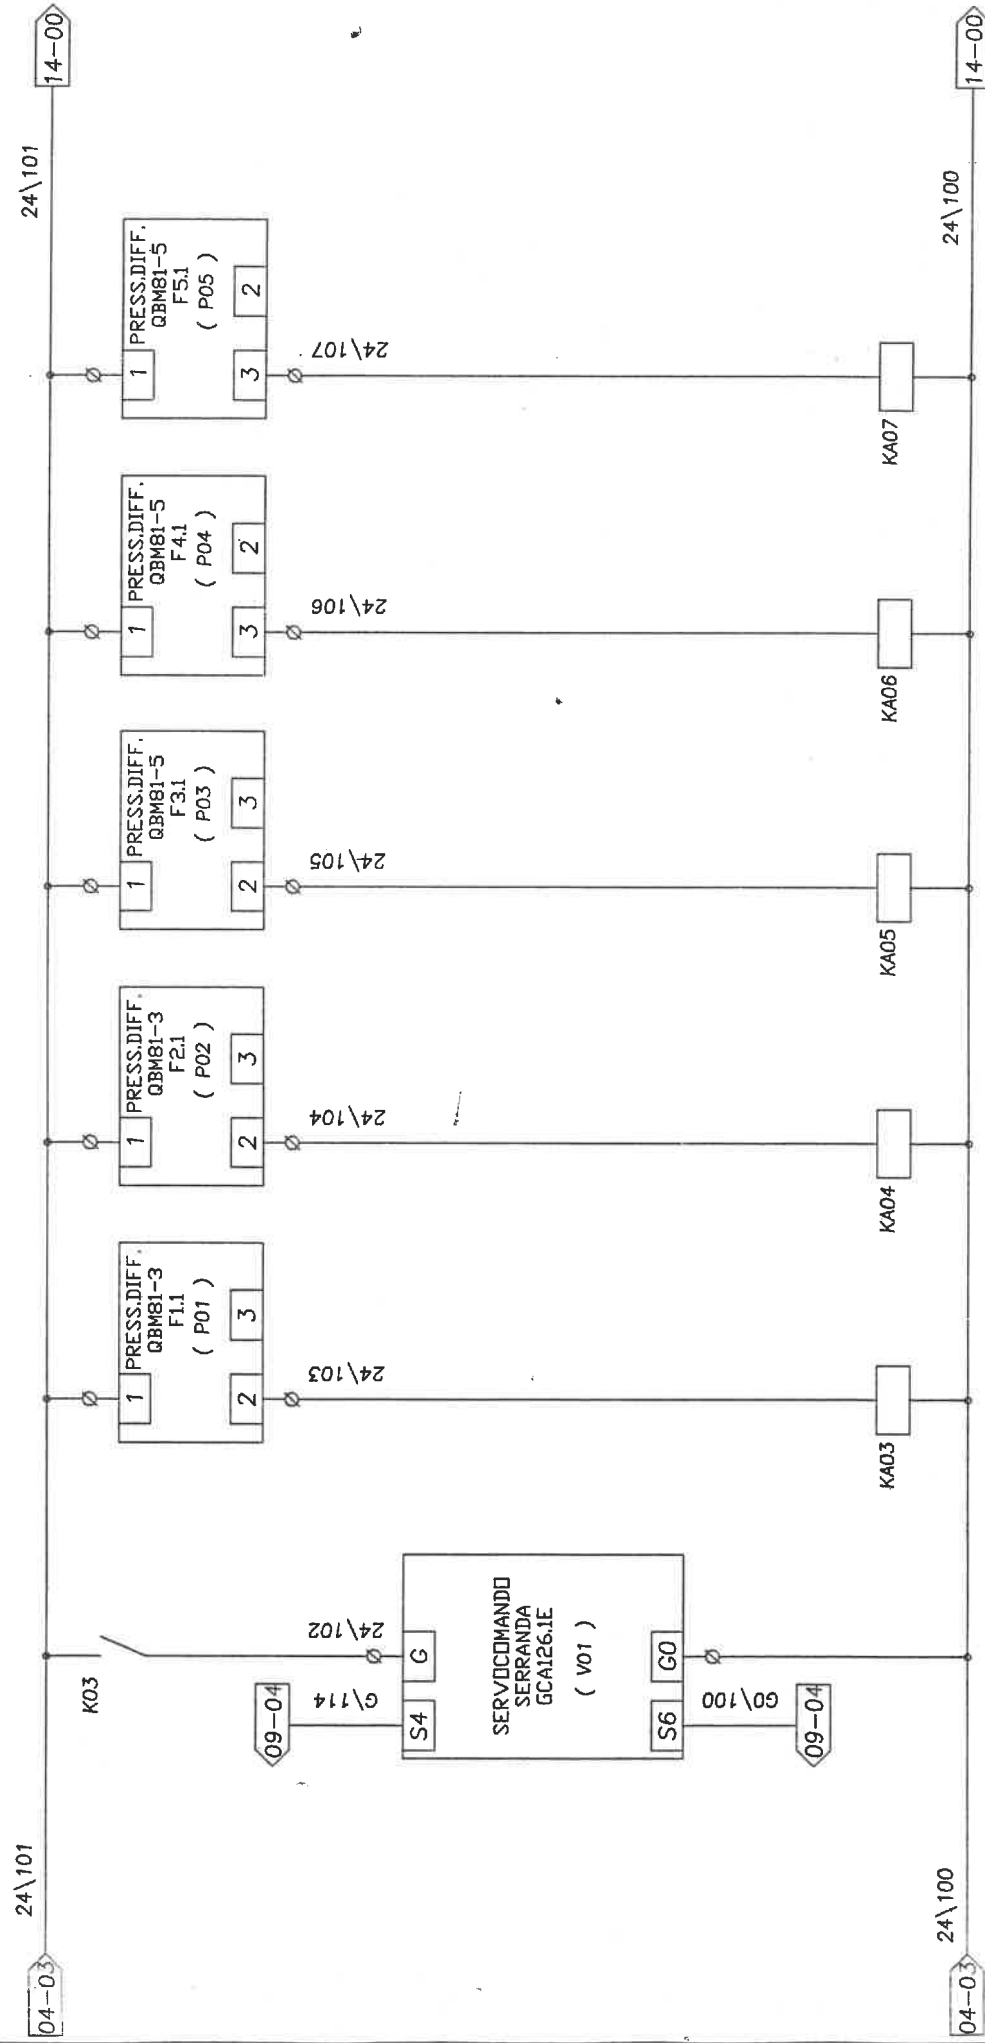 04-03
24\101
24\101
14-00
K03
24\102
09-04
G\114
S4
G
SERVOCOMANDO
SERRANDA
GCA126.1E
( V01 )
S6
G0
G0\100
09-04
1
PRESS.DIFF.
QBM81-3
F1.1
( P01 )
2
3
24\103
KA03
1
PRESS.DIFF.
QBM81-3
F2.1
( P02 )
2
3
24\104
KA04
1
PRESS.DIFF.
QBM81-5
F3.1
( P03 )
2
3
24\105
KA05
1
PRESS.DIFF.
QBM81-5
F4.1
( P04 )
3
2
24\106
KA06
1
PRESS.DIFF.
QBM81-5
F5.1
( P05 )
3
2
24\107
KA07
04-03
24\100
24\100
14-00